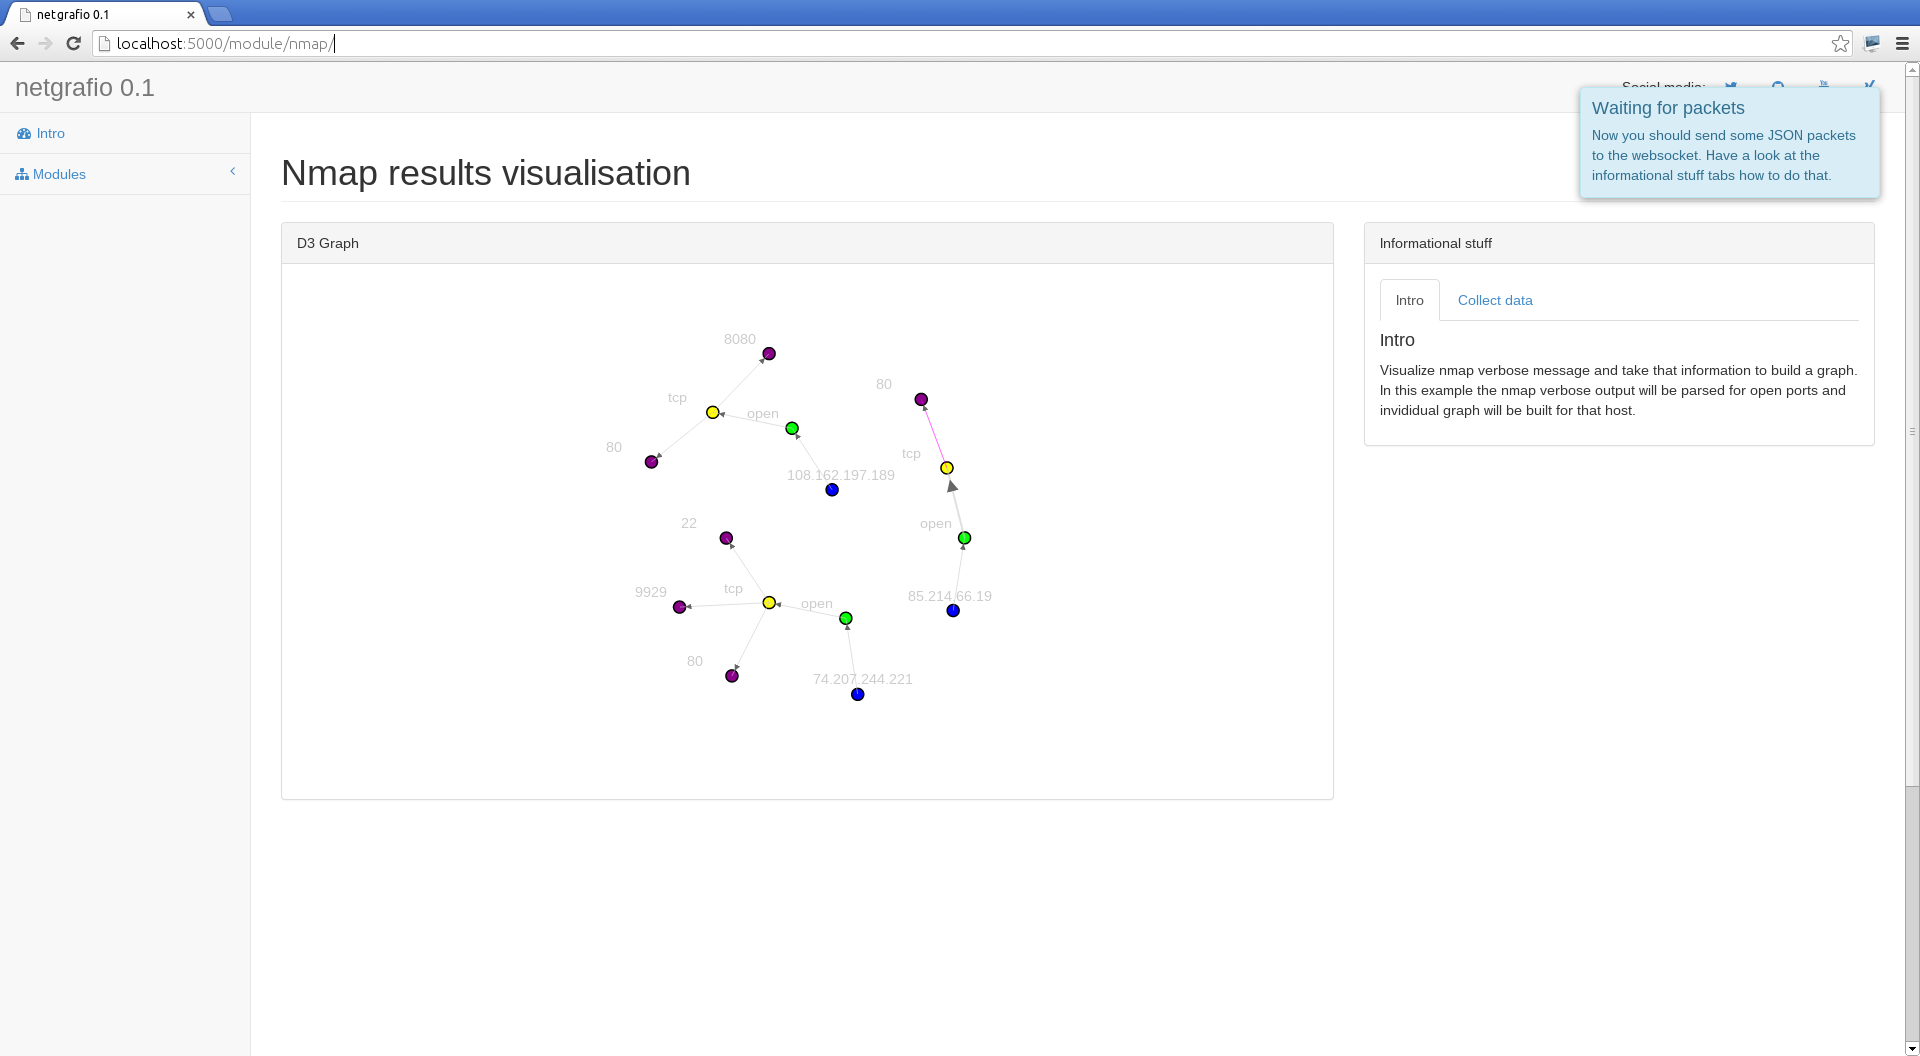 netgrafio 0.1
localhost:5000/module/nmap/
netgrafio 0.1
Social media:
Waiting for packets
Now you should send some JSON packets
to the websocket. Have a look at the
informational stuff tabs how to do that.
Intro
Modules
Nmap results visualisation
D3 Graph
8080
80
tcp
open
80
108.162.197.189
tcp
22
open
9929
tcp
open
85.214.66.19
80
74.207.244.221
Informational stuff
Intro
Collect data
Intro
Visualize nmap verbose message and take that information to build a graph.
In this example the nmap verbose output will be parsed for open ports and
invididual graph will be built for that host.